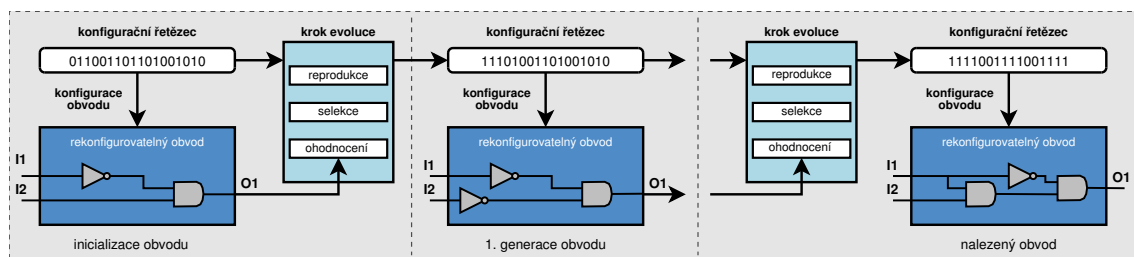 konfigurační řetězec
011001101101001010
konfigurace
obvodu
rekonfigurovatelný obvod
I1
I2
O1
inicializace obvodu
krok evoluce
reprodukce
selekce
ohodnocení
konfigurační řetězec
11101001101001010
konfigurace
obvodu
rekonfigurovatelný obvod
I1
I2
O1
1. generace obvodu
krok evoluce
reprodukce
selekce
ohodnocení
konfigurační řetězec
1111001111001111
konfigurace
obvodu
rekonfigurovatelný obvod
I1
I2
O1
nalezený obvod